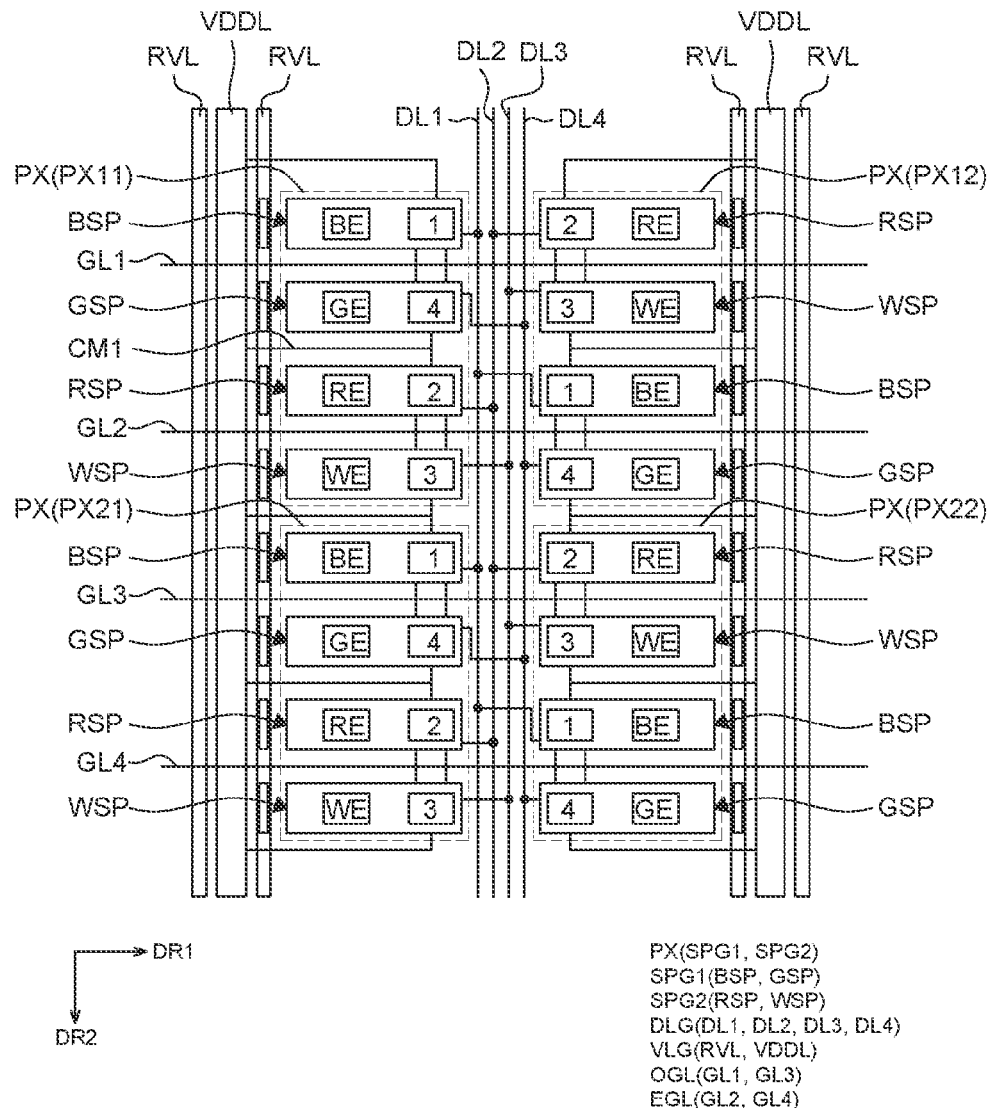 VDDL VDDL
RVL RVL DL2 DL3 RVL RVL
DL1 DL4
PX(PX11) PX(PX12)
BSP BE 1 2 RE RSP
GL1
GSP GE 4 3 WE WSP
CM1
RSP RE 2 1 BE BSP
GL2
WSP WE 3 4 GE GSP
PX(PX21) PX(PX22)
BSP BE 1 2 RE RSP
GL3
GSP GE 4 3 WE WSP
RSP RE 2 1 BE BSP
GL4
WSP WE 3 4 GE GSP
DR1
DR2
PX(SPG1, SPG2)
SPG1(BSP, GSP)
SPG2(RSP, WSP)
DLG(DL1, DL2, DL3, DL4)
VLG(RVL, VDDL)
OGL(GL1, GL3)
EGL(GL2, GL4)